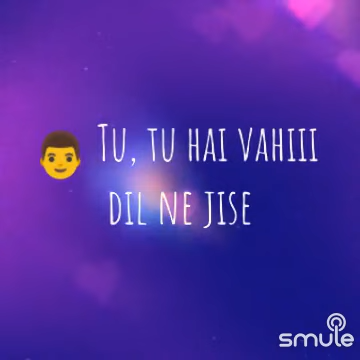 👨 Tu, tu hai vahiii
dil ne jise
smule